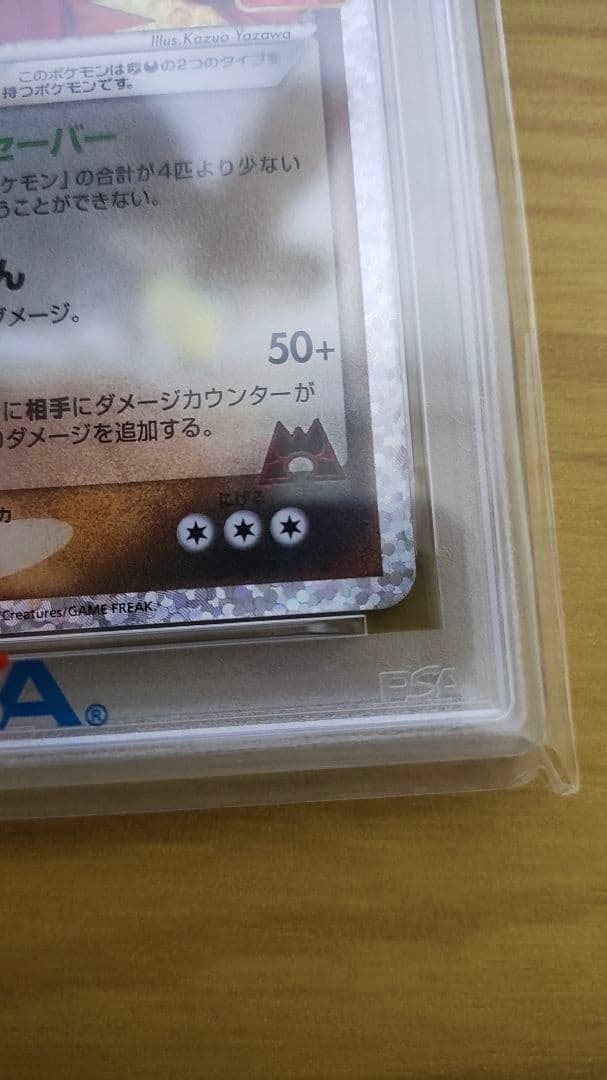 Illus.Kazuo Yazawa
このポケモンは の2つのタイプを
持つポケモンです。
セーバー
ケモン」の合計が4匹より少ない
うことができない。
ん
ダメージ。
50+
に相手にダメージカウンターが
ダメージを追加する。
にげる
カ
Creatures/GAME FREAK.
A®
PSA